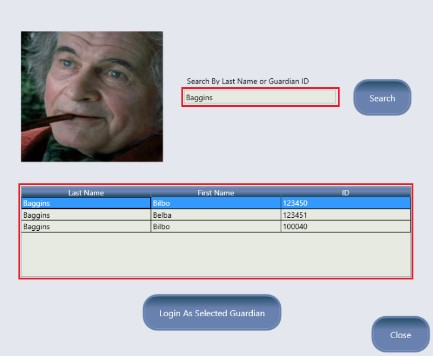 Search By Last Name or Guardian ID
Baggins
Search
Last Name First Name ID
Baggins Bilbo 123450
Baggins Belba 123451
Baggins Bilbo 100040
Login As Selected Guardian
Close